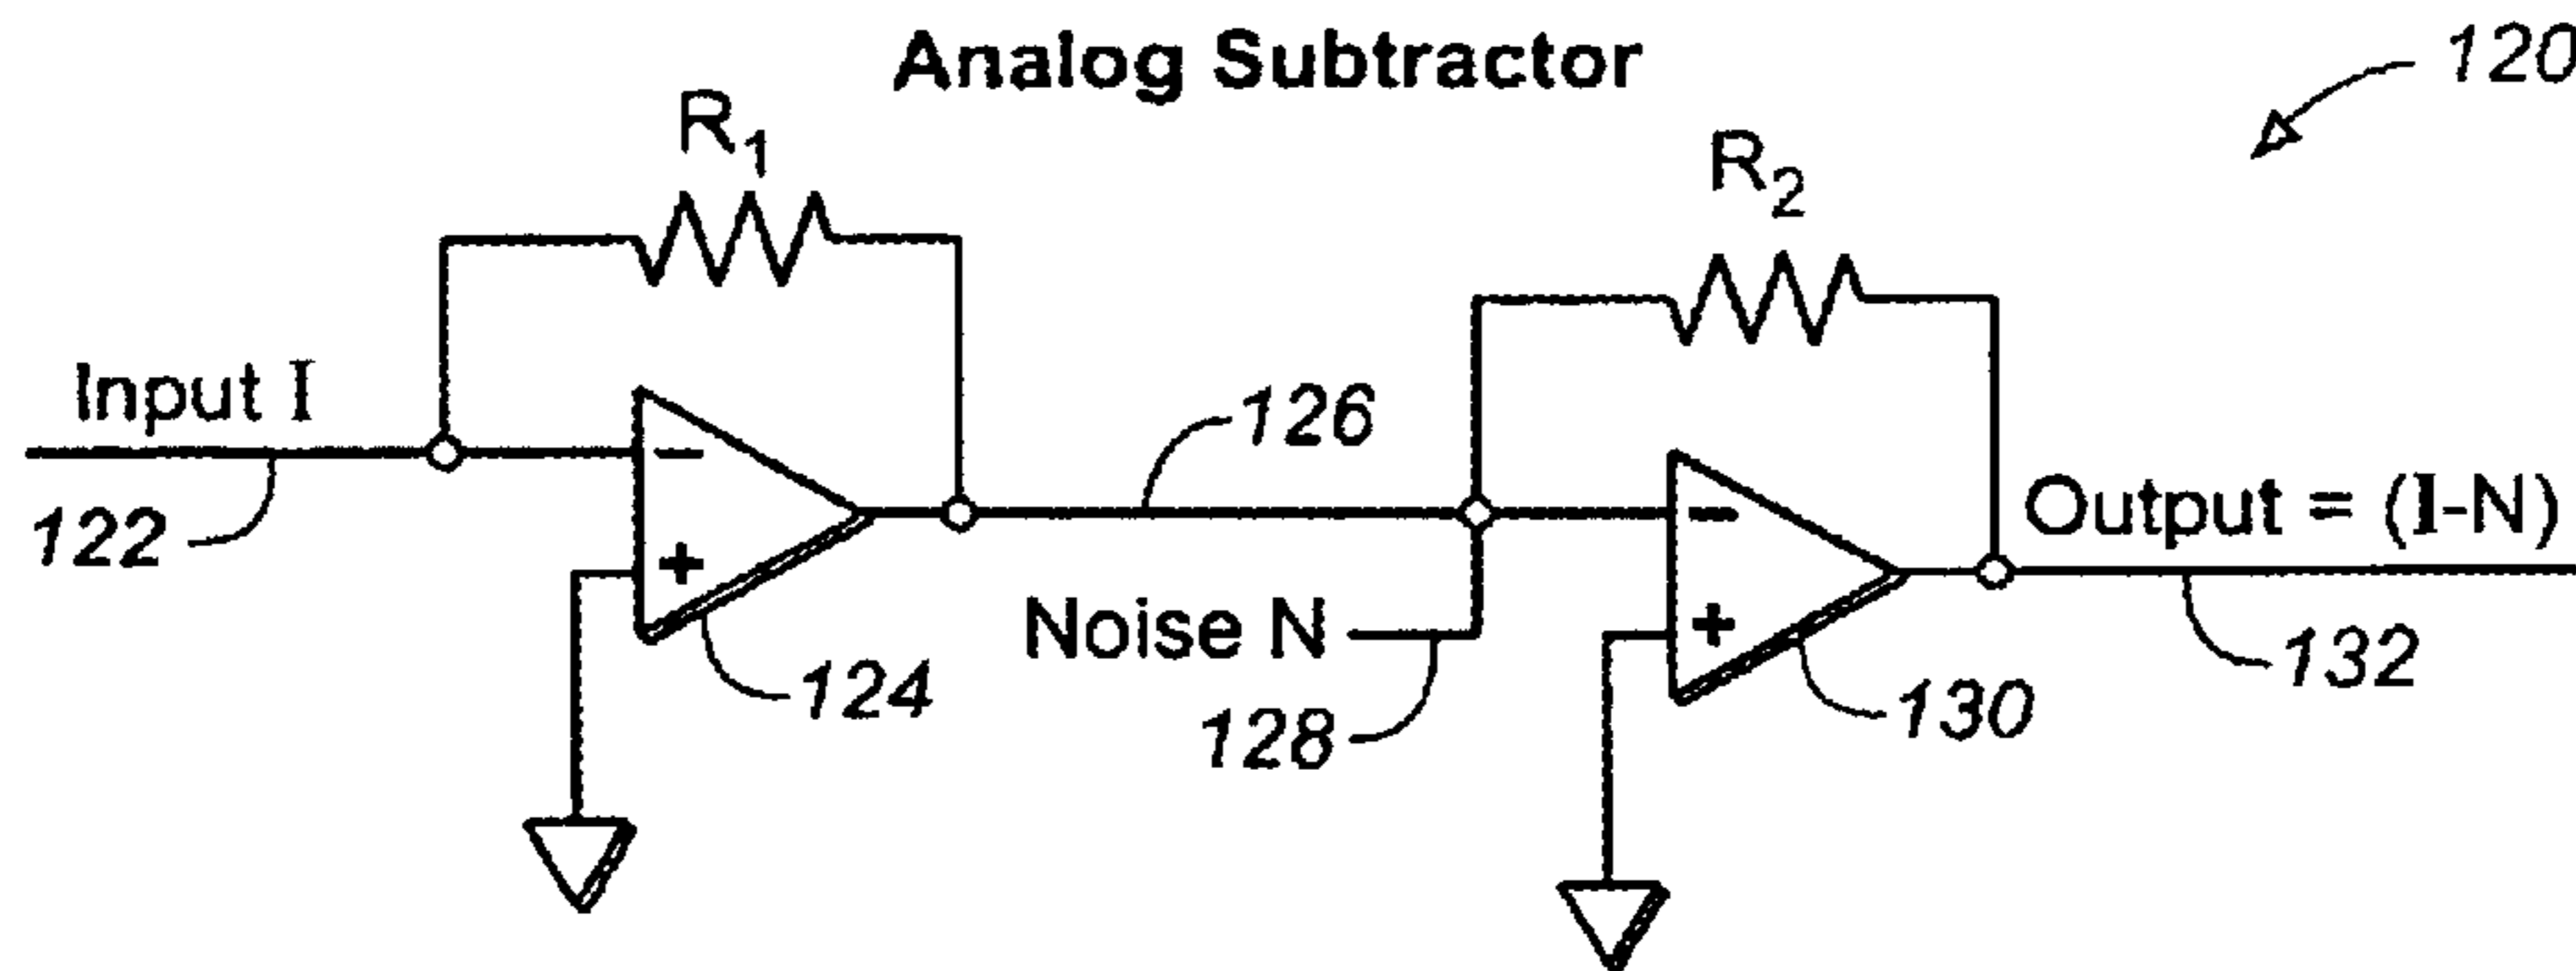 Analog Subtractor
120
R1
R2
Input I
126
-
Output = (I-N)
122
-
+
Noise N
+
124
128
130
132